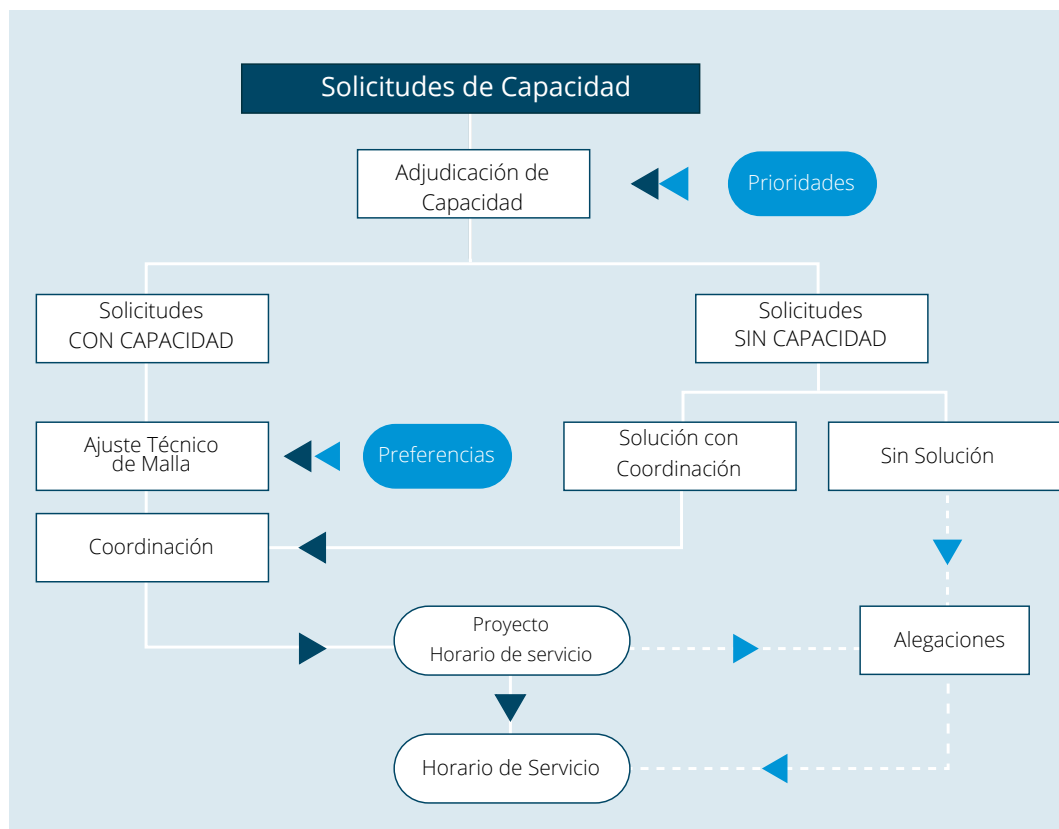 Solicitudes de Capacidad
Adjudicación de
Capacidad
Prioridades
Solicitudes
CON CAPACIDAD
Solicitudes
SIN CAPACIDAD
Ajuste Técnico
de Malla
Preferencias
Solución con
Coordinación
Sin Solución
Coordinación
Proyecto
Horario de servicio
Alegaciones
Horario de Servicio